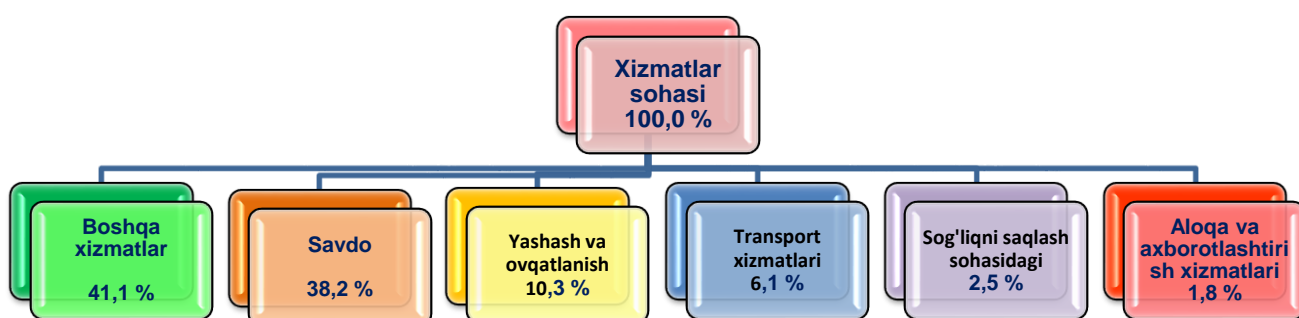 Xizmatlar
sohasi
100,0 %
Boshqa
xizmatlar
41,1 %
Savdo
38,2 %
Yashash va
ovqatlanish
10,3 %
Transport
xizmatlari
6,1 %
Sog'liqni saqlash
sohasidagi
2,5 %
Aloqa va
axborotlashtiri
sh xizmatlari
1,8 %